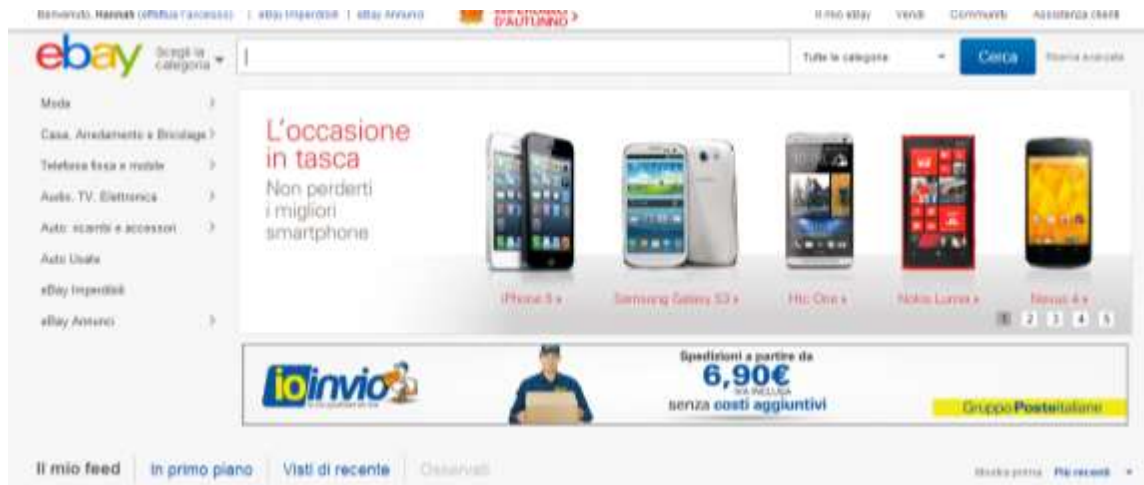 Benvenuto, Hannah (effettua l'accesso) | eBay Imperdibili | eBay Annunci
D'AUTUNNO >
Il mio eBay Vendi Community Assistenza clienti
ebay Scegli la categoria
Tutte le categorie Cerca Ricerca avanzata
Moda
Casa, Arredamento e Bricolage
Telefonia fissa e mobile
Audio, TV, Elettronica
Auto: ricambi e accessori
Auto Usate
eBay Imperdibili
eBay Annunci
L'occasione
in tasca
Non perderti
i migliori
smartphone
iPhone 5
Samsung Galaxy S3
Htc One
Nokia Lumia
Nexus 4
1 2 3 4 5
ioinvio
Spedizioni a partire da
6,90€
IVA INCLUSA
senza costi aggiuntivi
Gruppo Posteitaliane
Il mio feed In primo piano Visti di recente Osservati
Mostra prima Più recenti